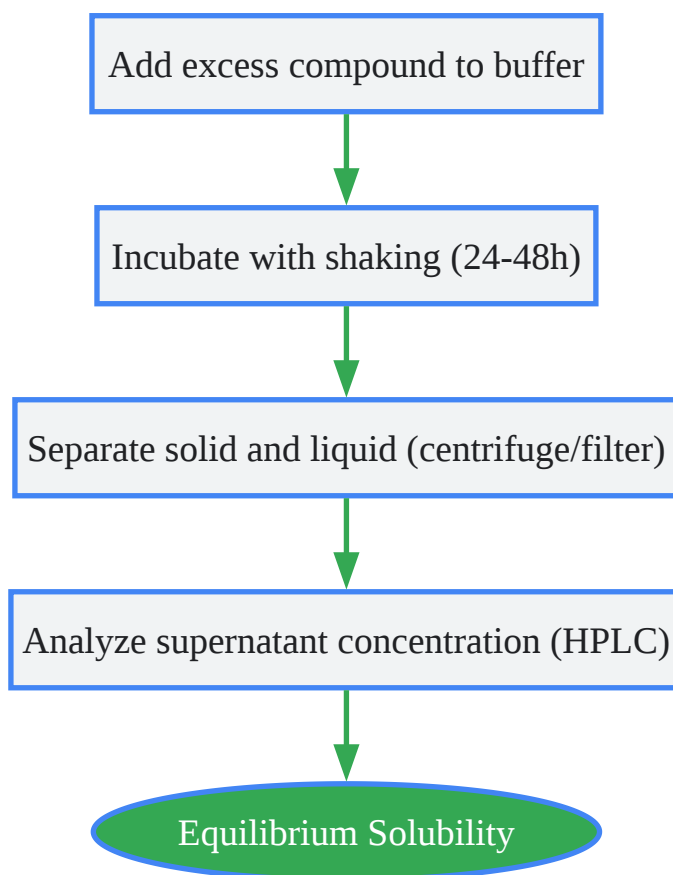 Add excess compound to buffer
Incubate with shaking (24-48h)
Separate solid and liquid (centrifuge/filter)
Analyze supernatant concentration (HPLC)
Equilibrium Solubility